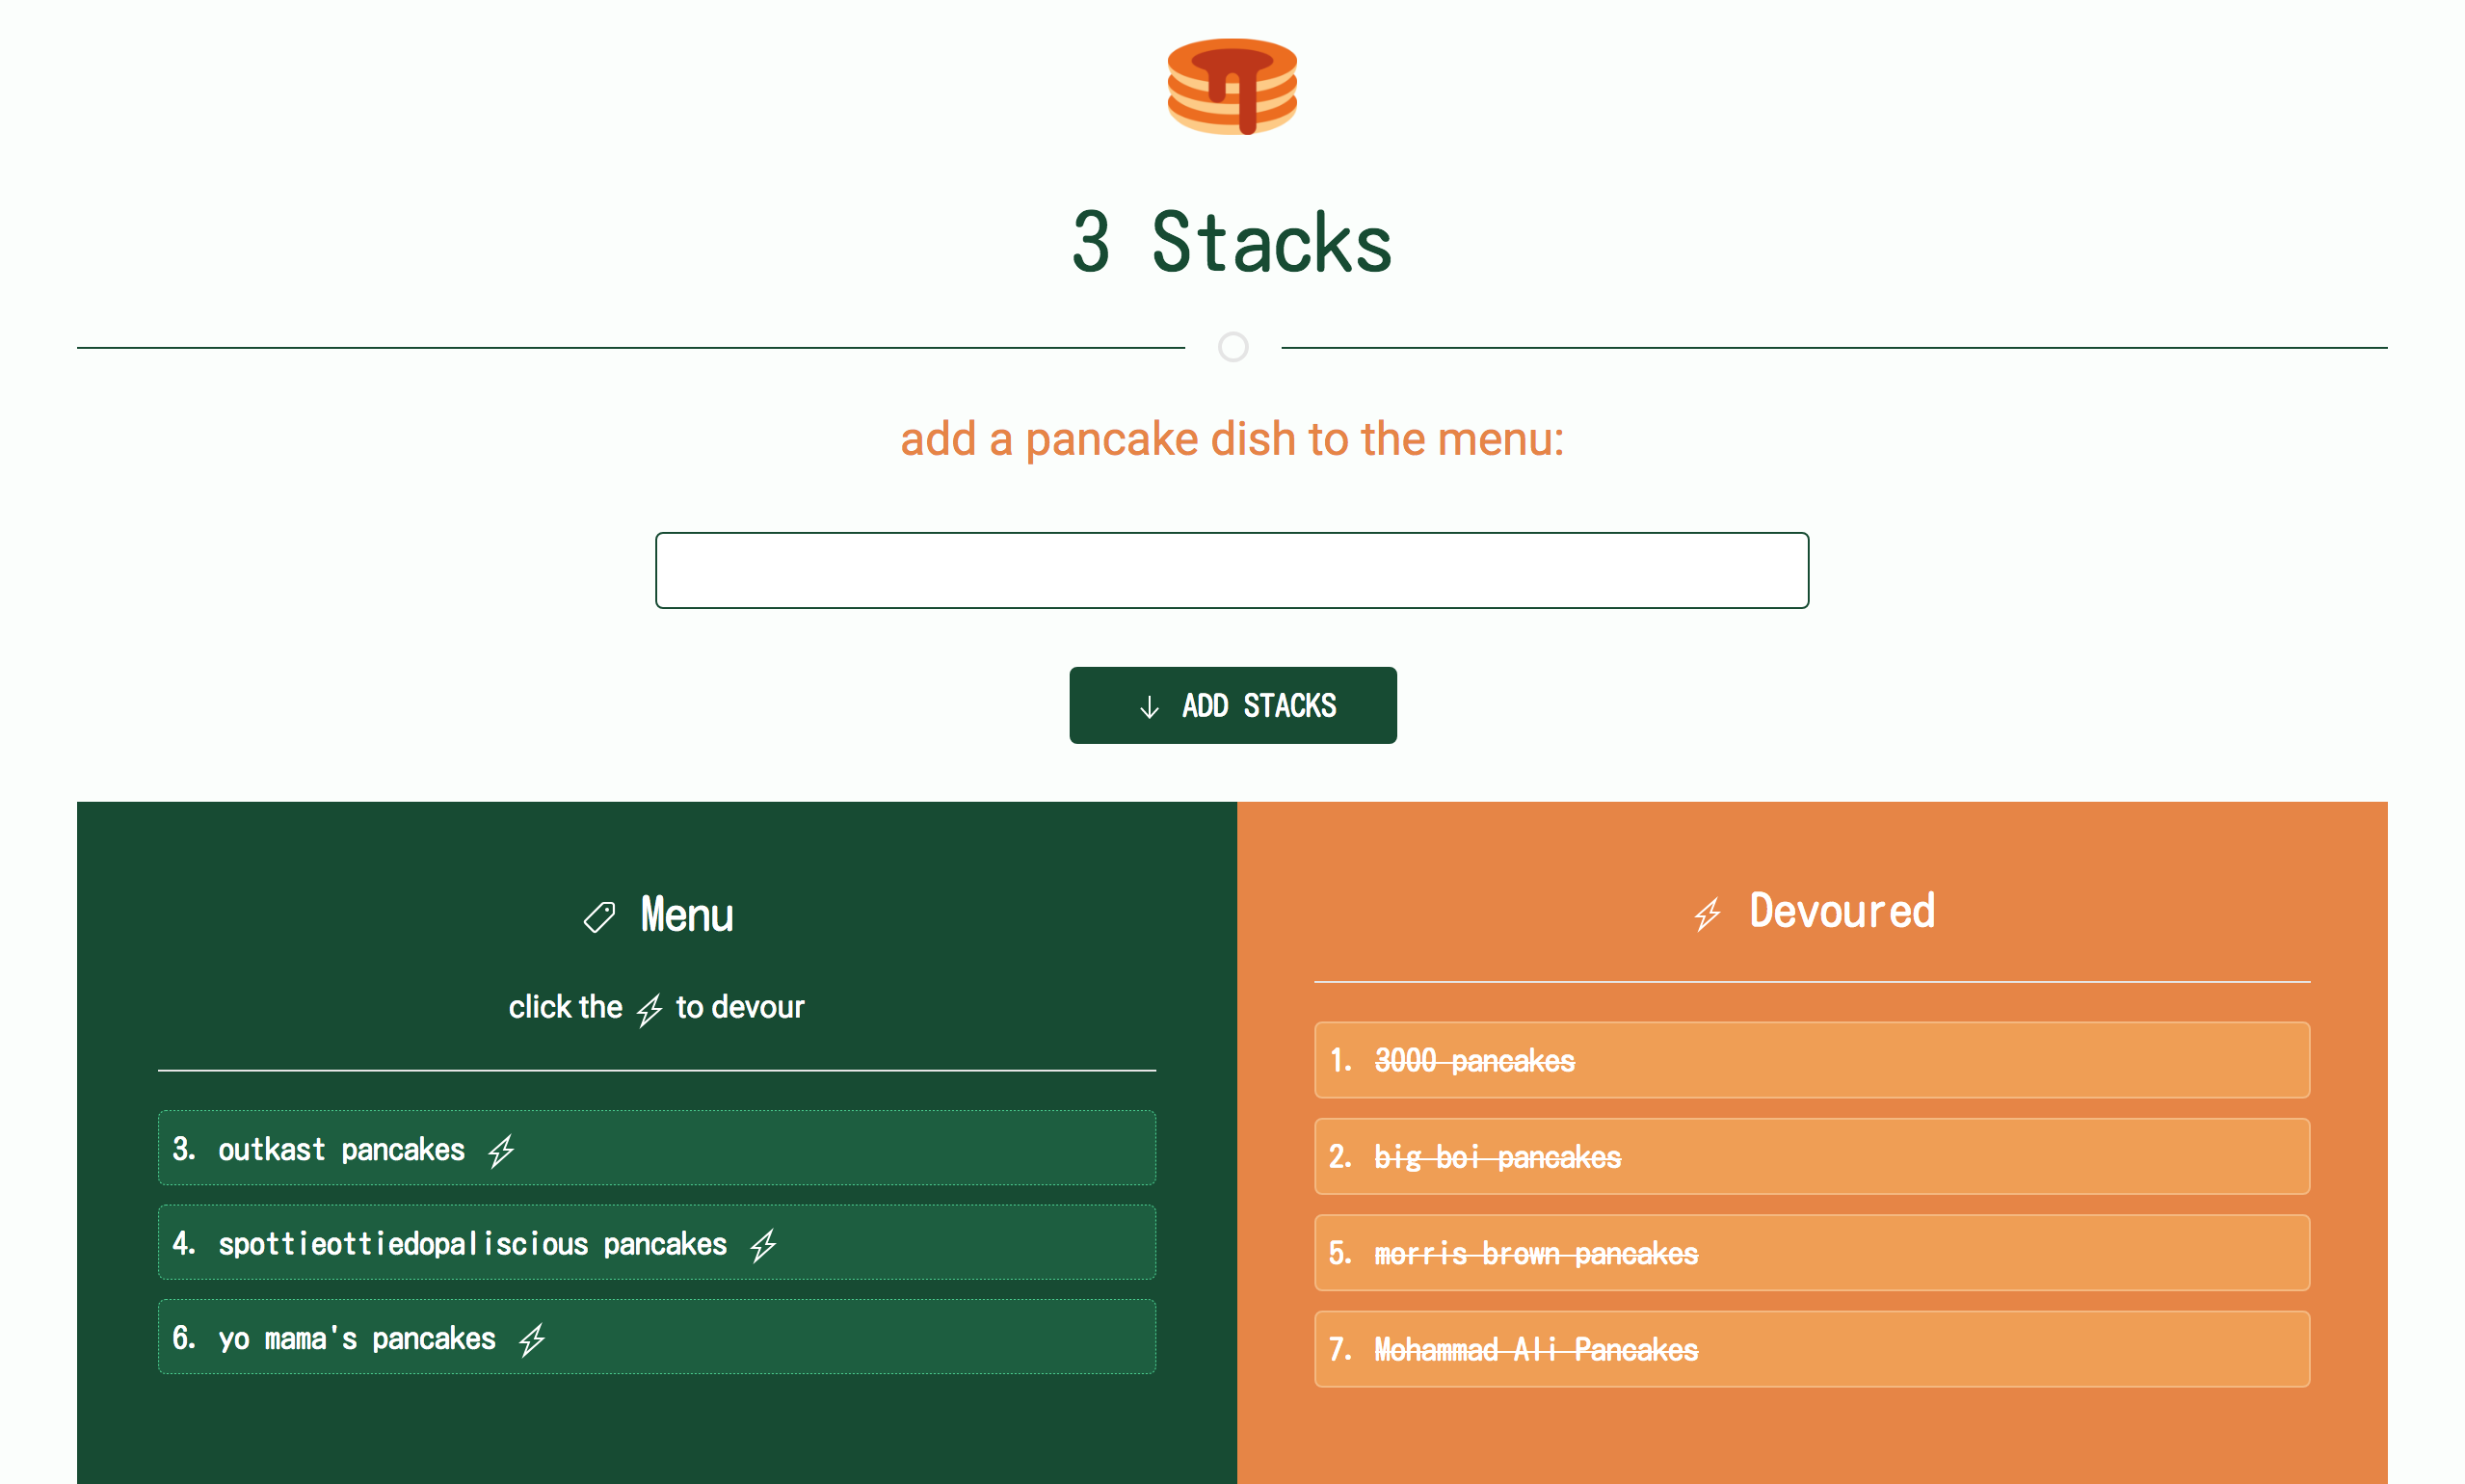 3 Stacks
add a pancake dish to the menu:
ADD STACKS
Menu
click the to devour
3. outkast pancakes
4. spottieottiedopaliscious pancakes
6. yo mama's pancakes
Devoured
1. 3000 pancakes
2. big boi pancakes
5. morris brown pancakes
7. Mohammad Ali Pancakes